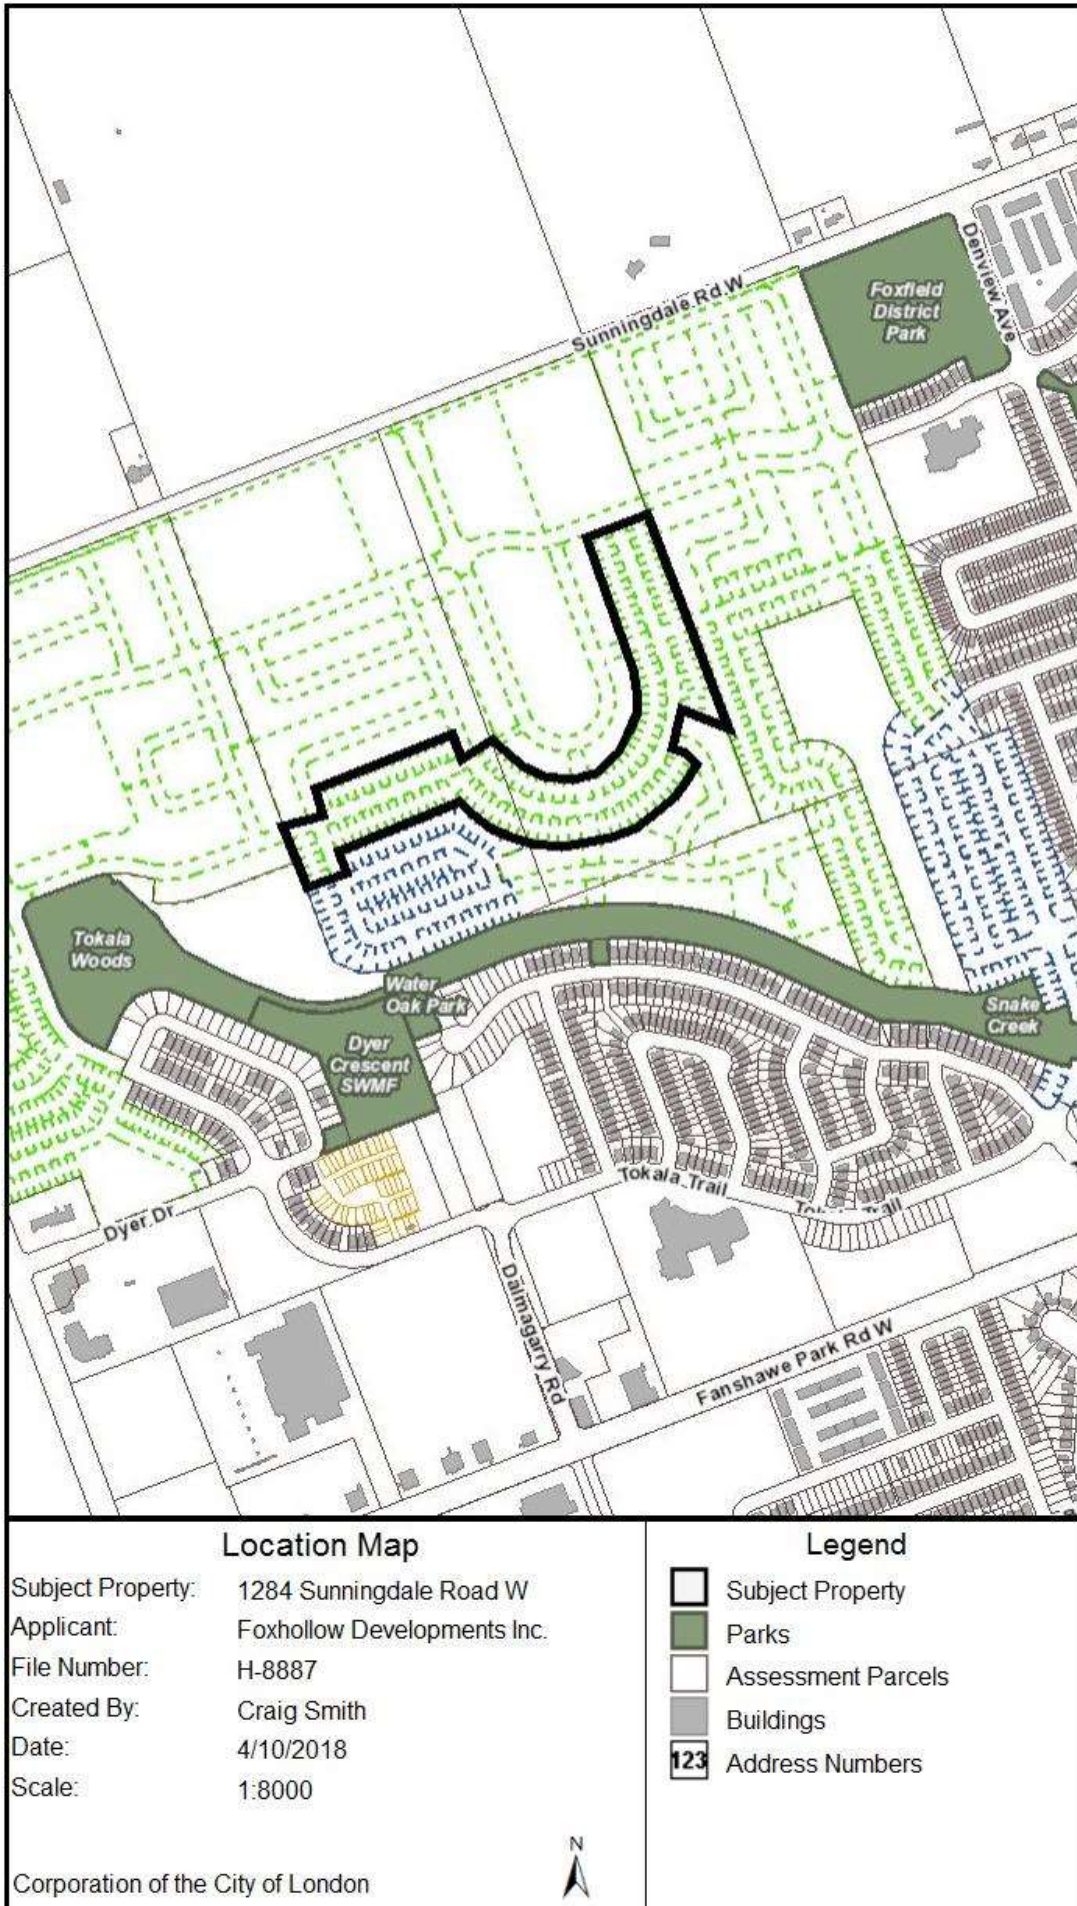 Denview Ave
Foxfield
District
Park
Sunningdale Rd W
Tokala
Woods
Water
Oak Park
Dyer
Crescent
SWMF
Snake
Creek
Tokala Trail
Dyer Dr
Dalmagarry Rd
Fanshawe Park Rd W
Location Map
Subject Property: 1284 Sunningdale Road W
Applicant: Foxhollow Developments Inc.
File Number: H-8887
Created By: Craig Smith
Date: 4/10/2018
Scale: 1:8000
N
Corporation of the City of London
Legend
Subject Property
Parks
Assessment Parcels
Buildings
123 Address Numbers